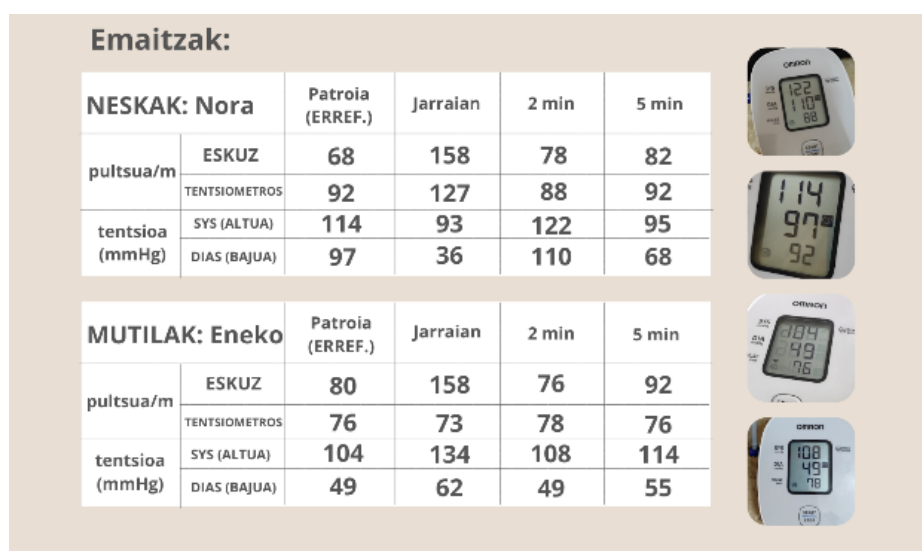 Emaitzak:
NESKAK: Nora Patroia (ERREF.) Jarraian 2 min 5 min
pultsua/m ESKUZ 68 158 78 82
TENTSIOMETROS 92 127 88 92
tentsioa (mmHg) SYS (ALTUA) 114 93 122 95
DIAS (BAJUA) 97 36 110 68
MUTILAK: Eneko Patroia (ERREF.) Jarraian 2 min 5 min
pultsua/m ESKUZ 80 158 76 92
TENTSIOMETROS 76 73 78 76
tentsioa (mmHg) SYS (ALTUA) 104 134 108 114
DIAS (BAJUA) 49 62 49 55
OMRON
122
110
88
114
97
92
OMRON
104
49
76
OMRON
108
49
78